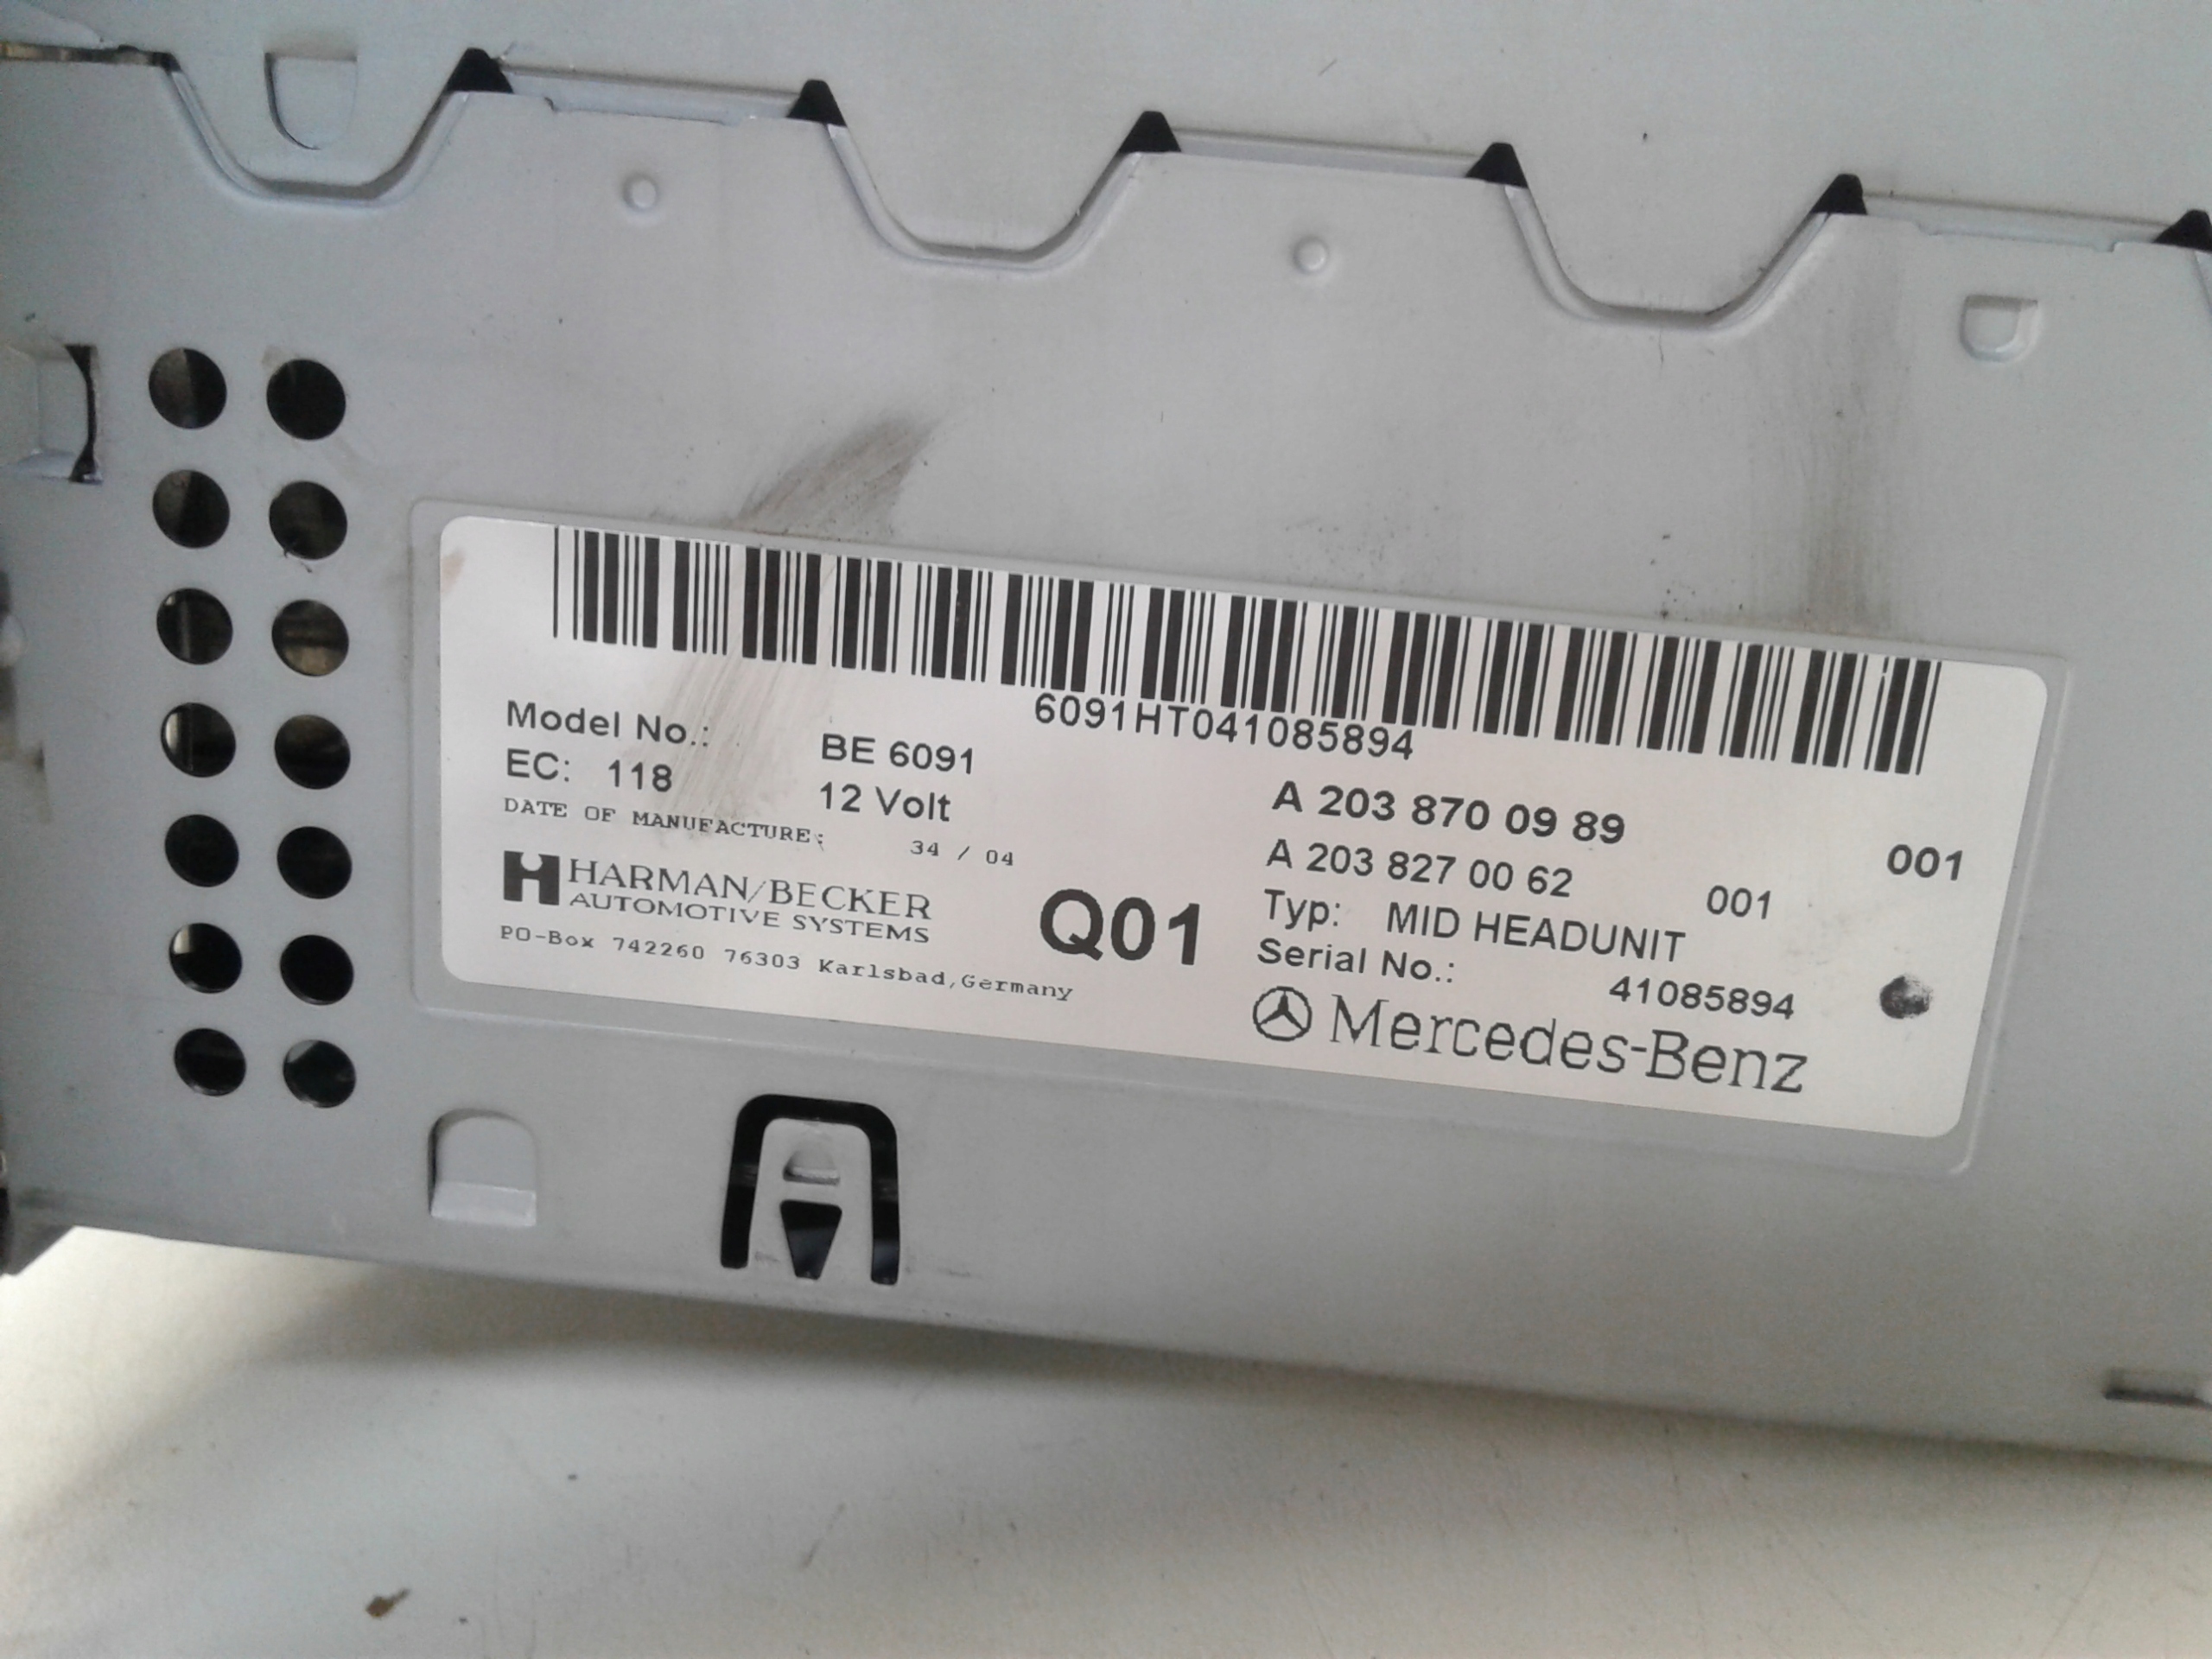 6091HT041085894
Model No.: BE 6091
EC: 118 12 Volt
DATE OF MANUFACTURE: 34 / 04
HARMAN/BECKER
AUTOMOTIVE SYSTEMS
PO-Box 742260 76303 Karlsbad,Germany
Q01
A 203 870 09 89 001
A 203 827 00 62 001
Typ: MID HEADUNIT
Serial No.: 41085894
Mercedes-Benz